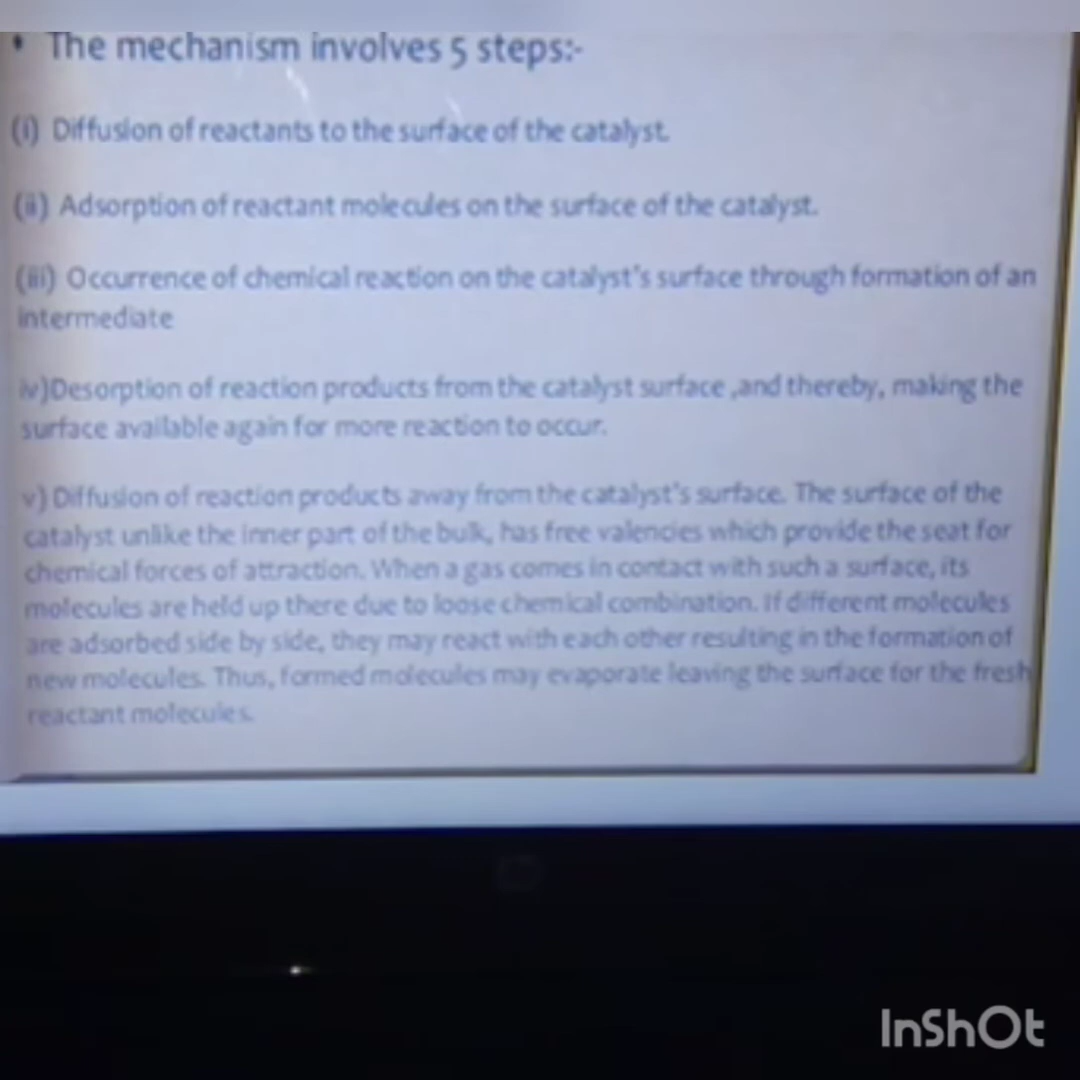 • The mechanism involves 5 steps:-
(i) Diffusion of reactants to the surface of the catalyst.
(ii) Adsorption of reactant molecules on the surface of the catalyst.
(iii) Occurrence of chemical reaction on the catalyst's surface through formation of an
intermediate
iv)Desorption of reaction products from the catalyst surface ,and thereby, making the
surface available again for more reaction to occur.
v) Diffusion of reaction products away from the catalyst's surface. The surface of the
catalyst unlike the inner part of the bulk, has free valencies which provide the seat for
chemical forces of attraction. When a gas comes in contact with such a surface, its
molecules are held up there due to loose chemical combination. If different molecules
are adsorbed side by side, they may react with each other resulting in the formation of
new molecules. Thus, formed molecules may evaporate leaving the surface for the fresh
reactant molecules.
InShOt